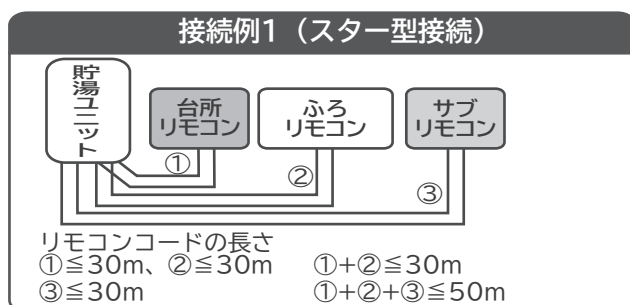 接続例1（スター型接続）
貯湯ユニット
台所
リモコン
ふろ
リモコン
サブ
リモコン
①
②
③
リモコンコードの長さ
①≦30m、②≦30m　①+②≦30m
③≦30m　①+②+③≦50m